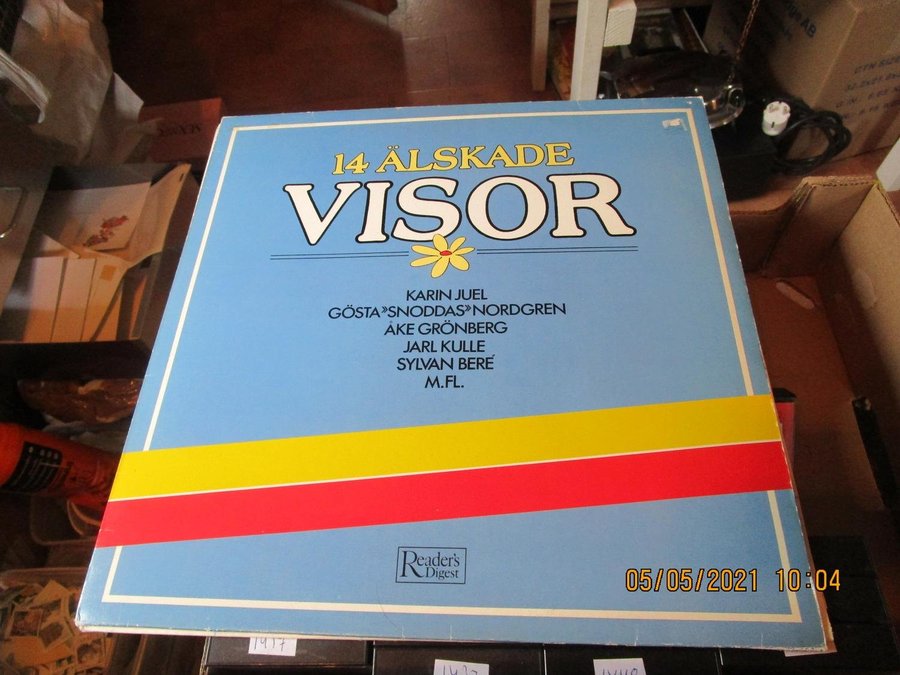 14 ÄLSKADE
VISOR
KARIN JUEL
GÖSTA»SNODDAS»NORDGREN
ÅKE GRÖNBERG
JARL KULLE
SYLVAN BERÉ
M.FL.
Reader's
Digest
05/05/2021 10:04
1417